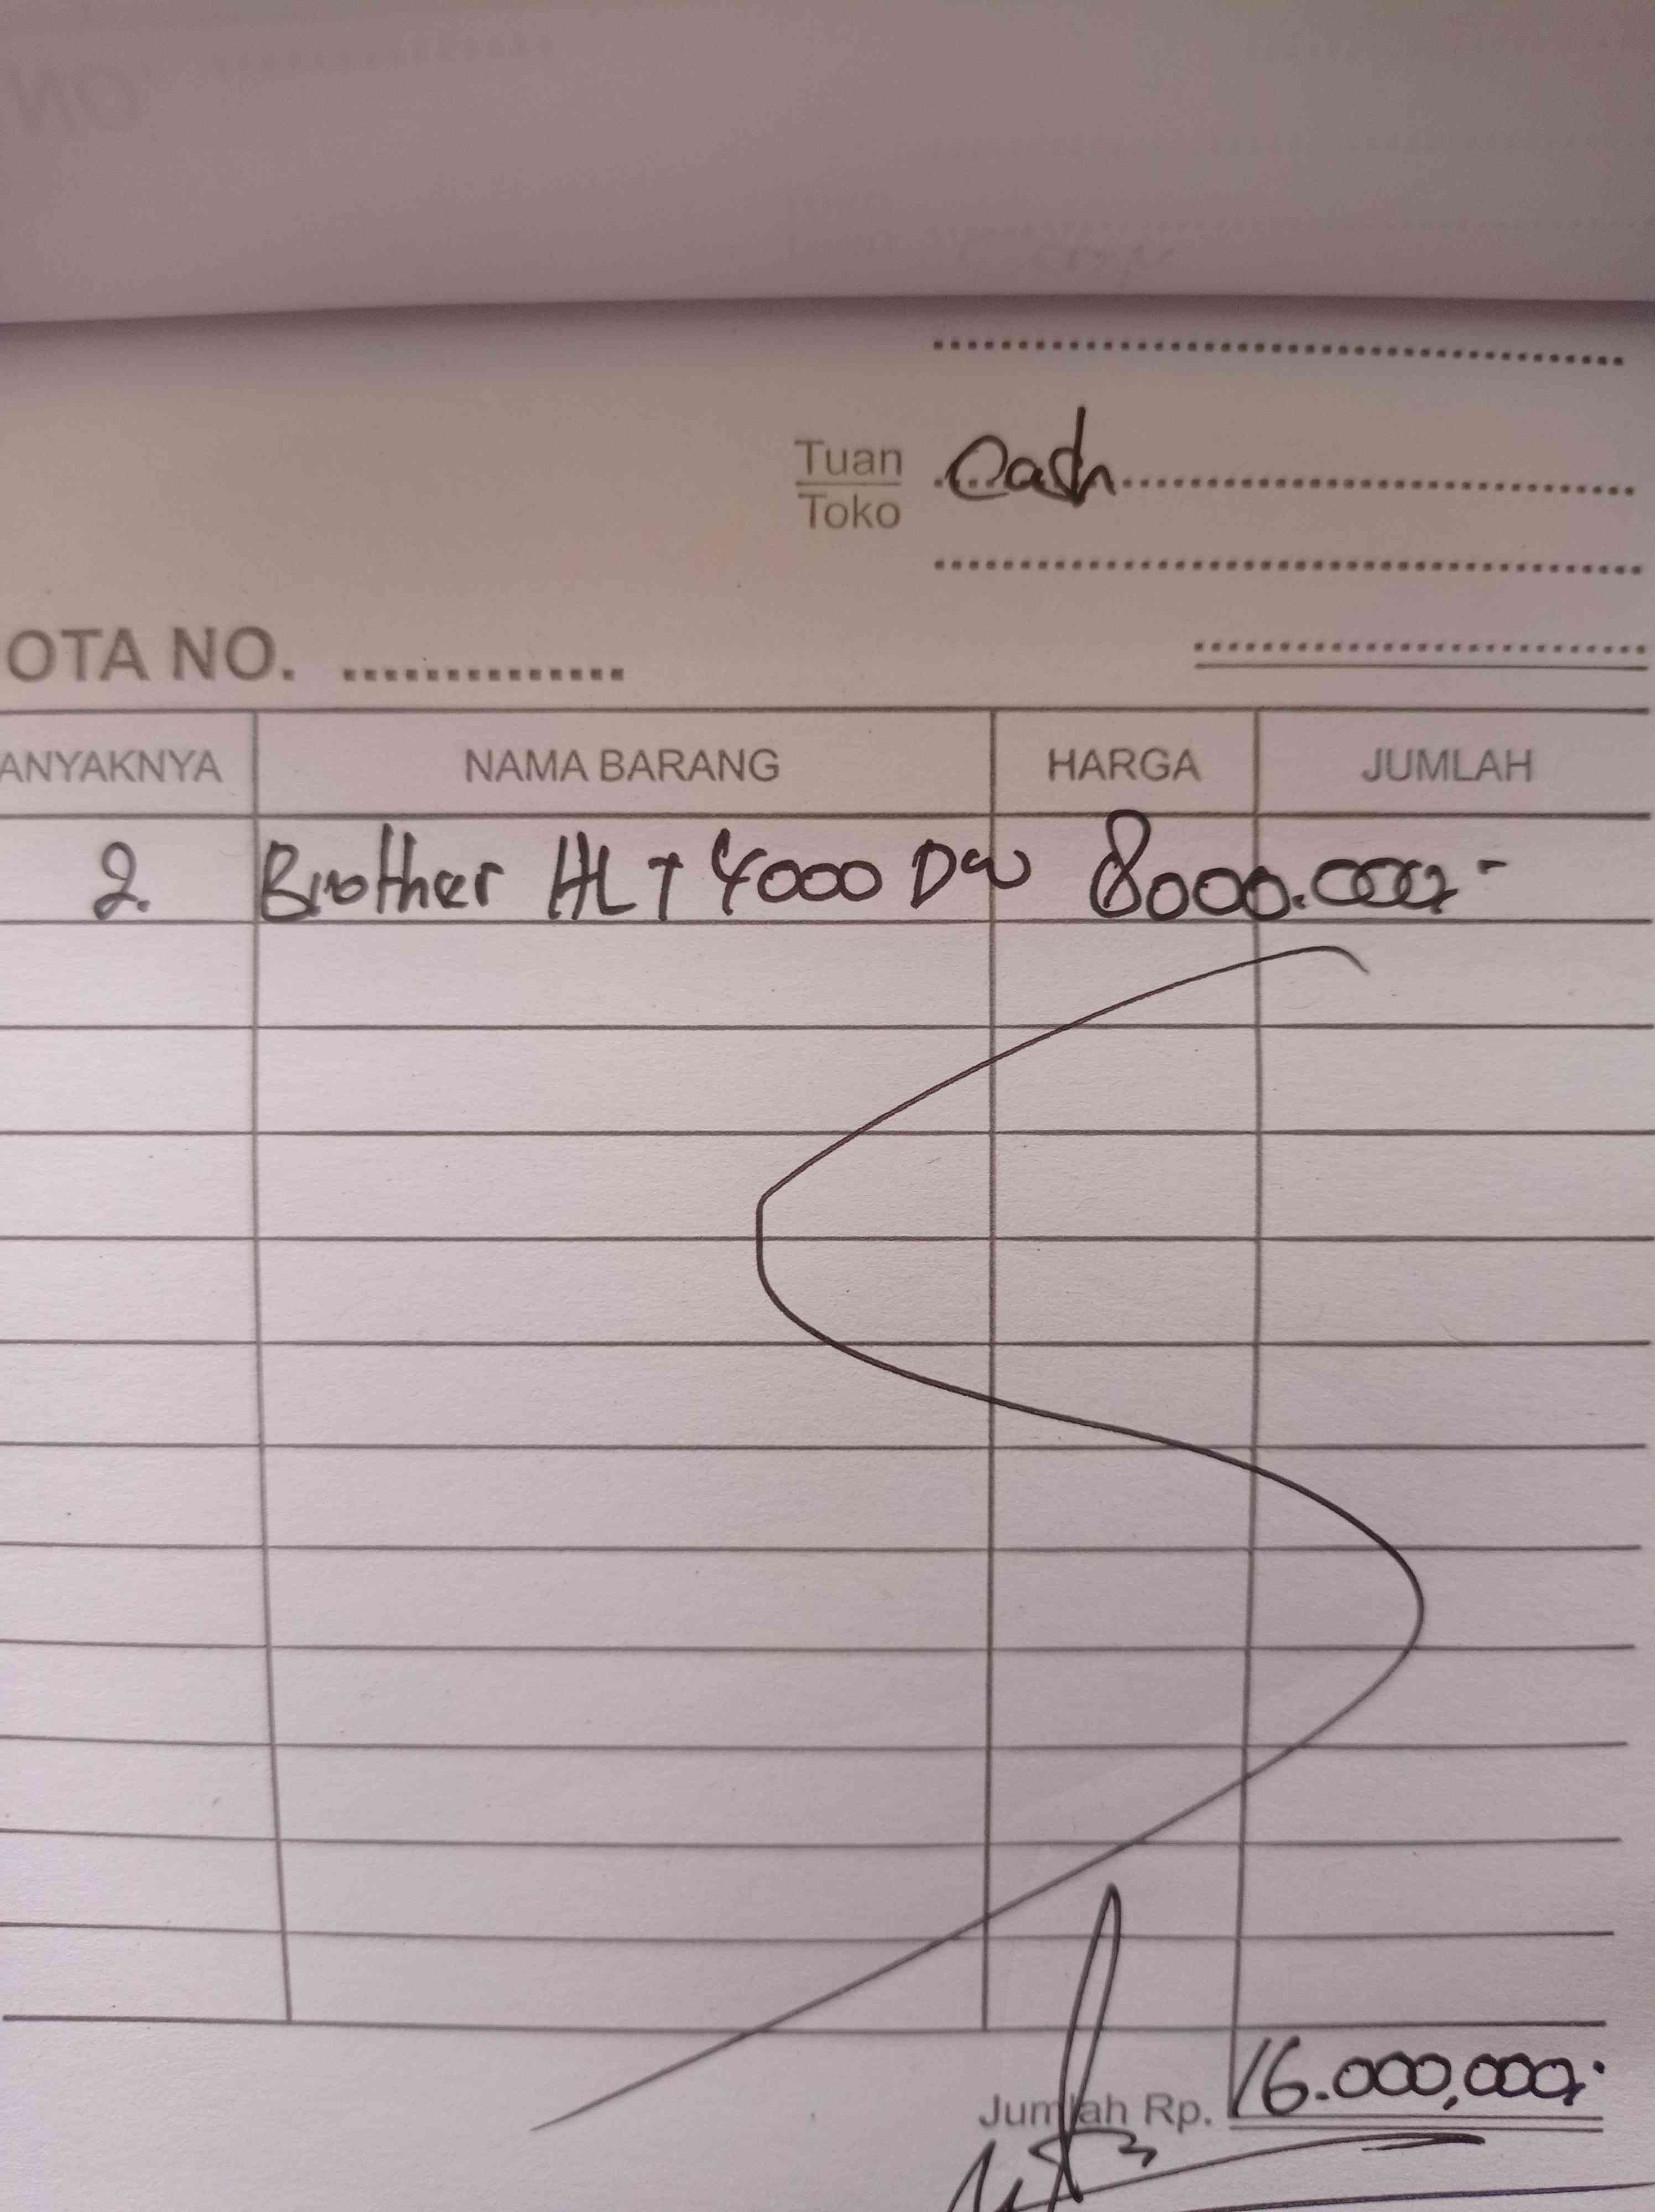 Tuan
Toko
Cash
OTA NO. ..............
ANYAKNYA NAMA BARANG HARGA JUMLAH
2. Brother HL T 4000 DW 8000.000,-
Jumlah Rp. 16.000,000,-